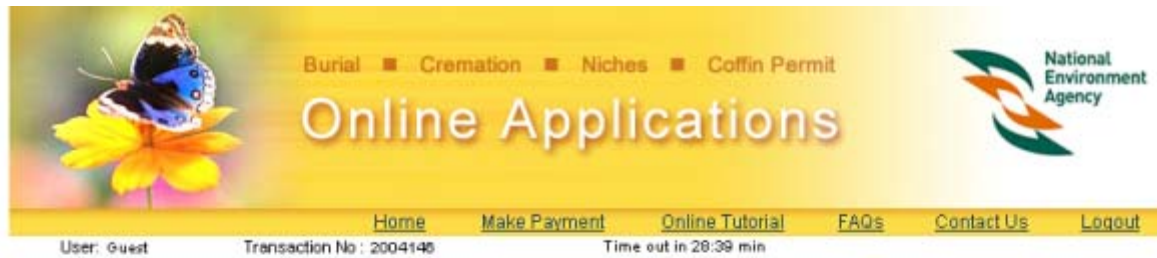 Burial ■ Cremation ■ Niches ■ Coffin Permit
Online Applications
National
Environment
Agency
Home Make Payment Online Tutorial FAQs Contact Us Logout
User: Guest Transaction No : 2004146 Time out in 28:39 min